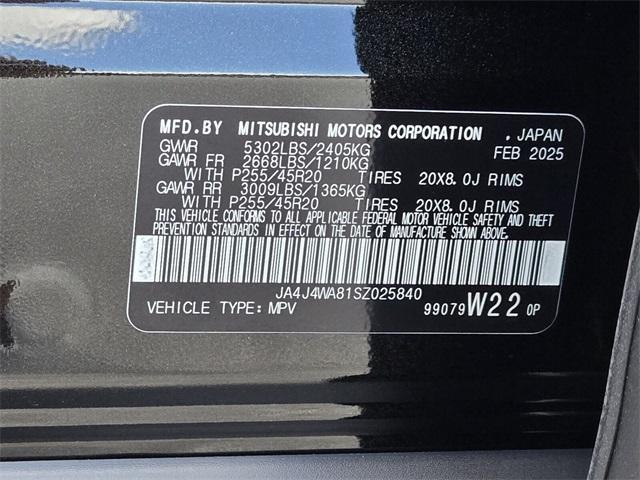 MFD.BY MITSUBISHI MOTORS CORPORATION , JAPAN
GVWR 5302LBS/2405KG FEB 2025
GAWR FR 2668LBS/1210KG
WITH P255/45R20 TIRES 20X8.0J RIMS
GAWR RR 3009LBS/1365KG
WITH P255/45R20 TIRES 20X8.0J RIMS
THIS VEHICLE CONFORMS TO ALL APPLICABLE FEDERAL MOTOR VEHICLE SAFETY AND THEFT
PREVENTION STANDARDS IN EFFECT ON THE DATE OF MANUFACTURE SHOWN ABOVE.
JA4J4WA81SZ025840
VEHICLE TYPE:MPV 99079W220P